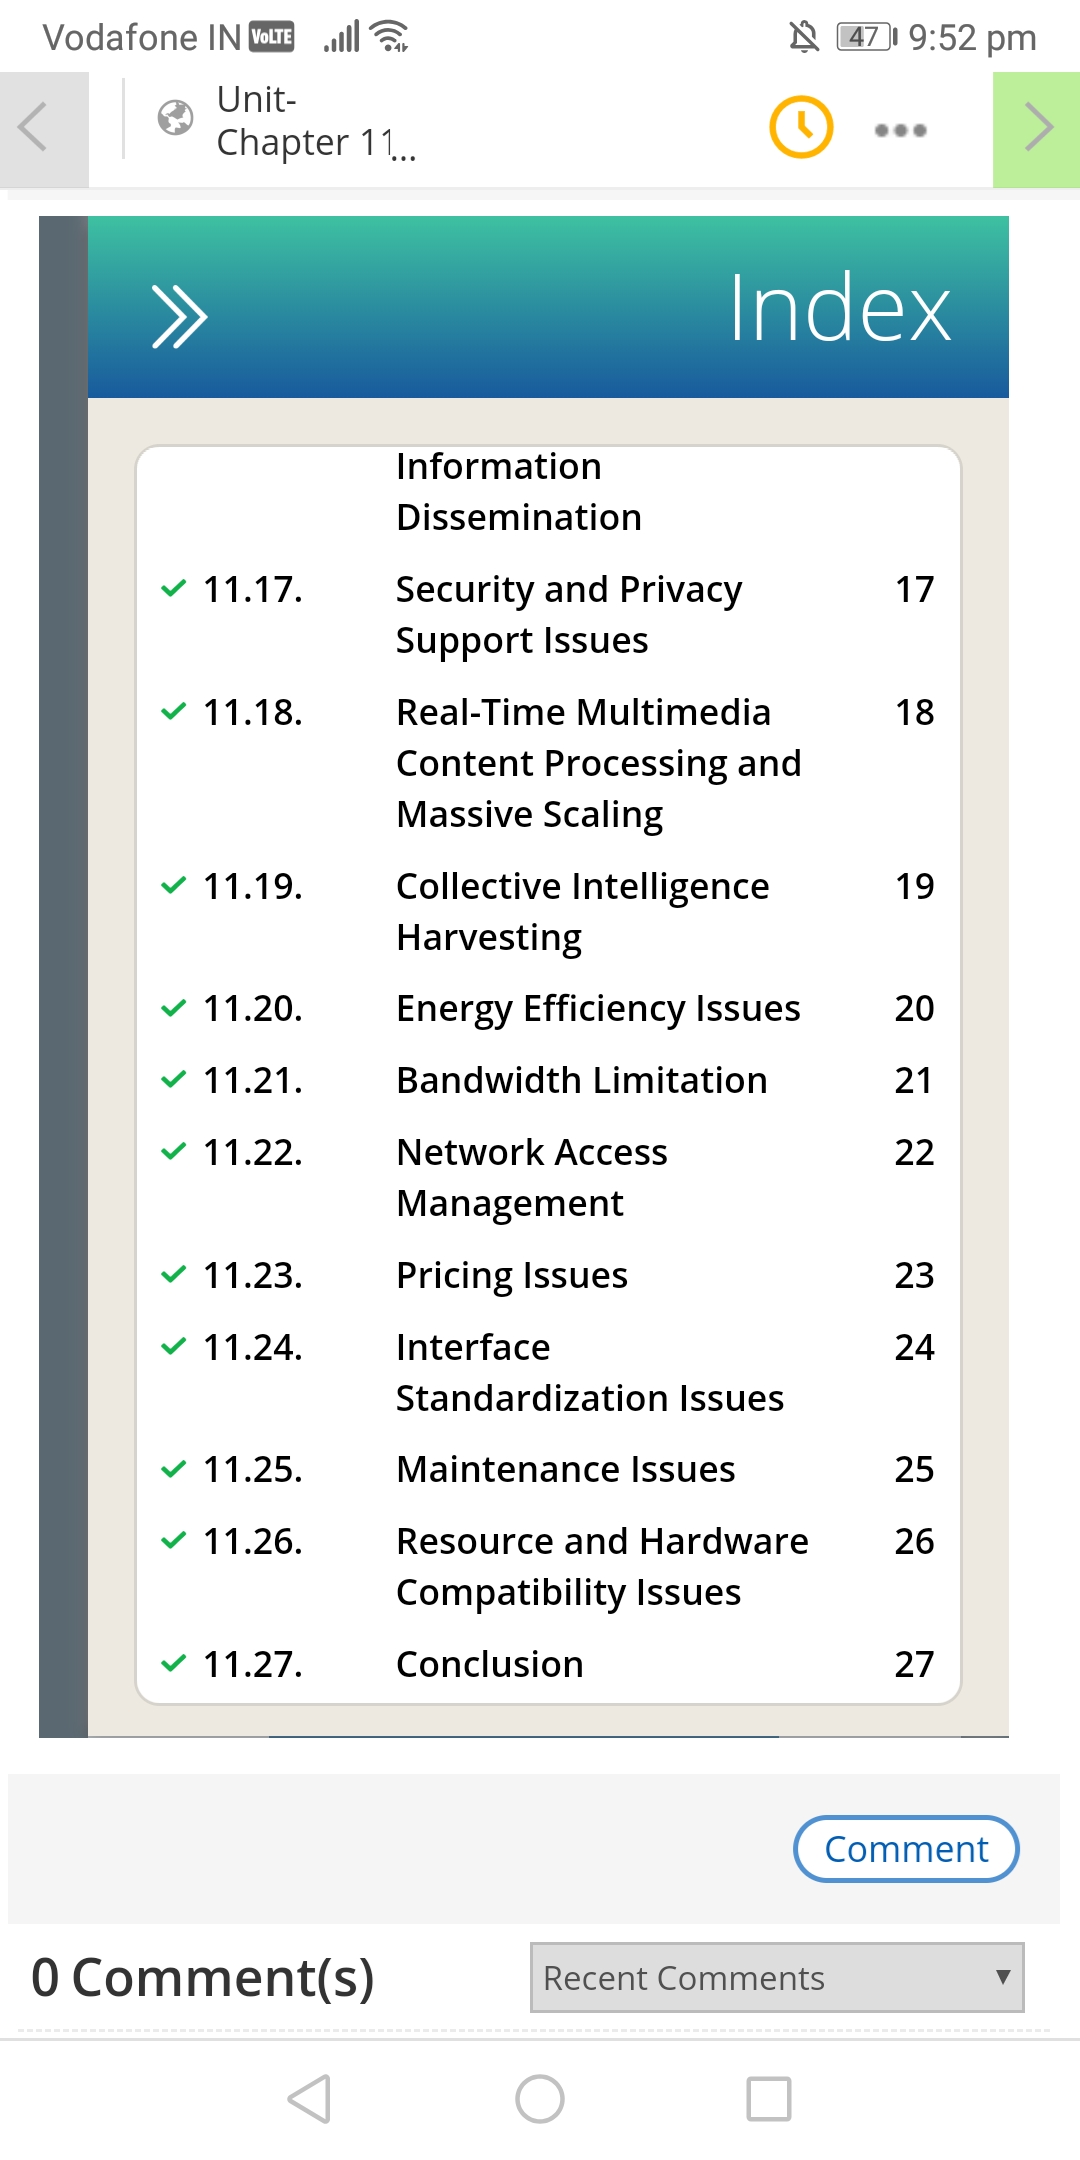 Vodafone IN VoLTE 47 9:52 pm
Unit-
Chapter 11...
Index
Information
Dissemination
11.17. Security and Privacy 17
Support Issues
11.18. Real-Time Multimedia 18
Content Processing and
Massive Scaling
11.19. Collective Intelligence 19
Harvesting
11.20. Energy Efficiency Issues 20
11.21. Bandwidth Limitation 21
11.22. Network Access 22
Management
11.23. Pricing Issues 23
11.24. Interface 24
Standardization Issues
11.25. Maintenance Issues 25
11.26. Resource and Hardware 26
Compatibility Issues
11.27. Conclusion 27
Comment
0 Comment(s) Recent Comments